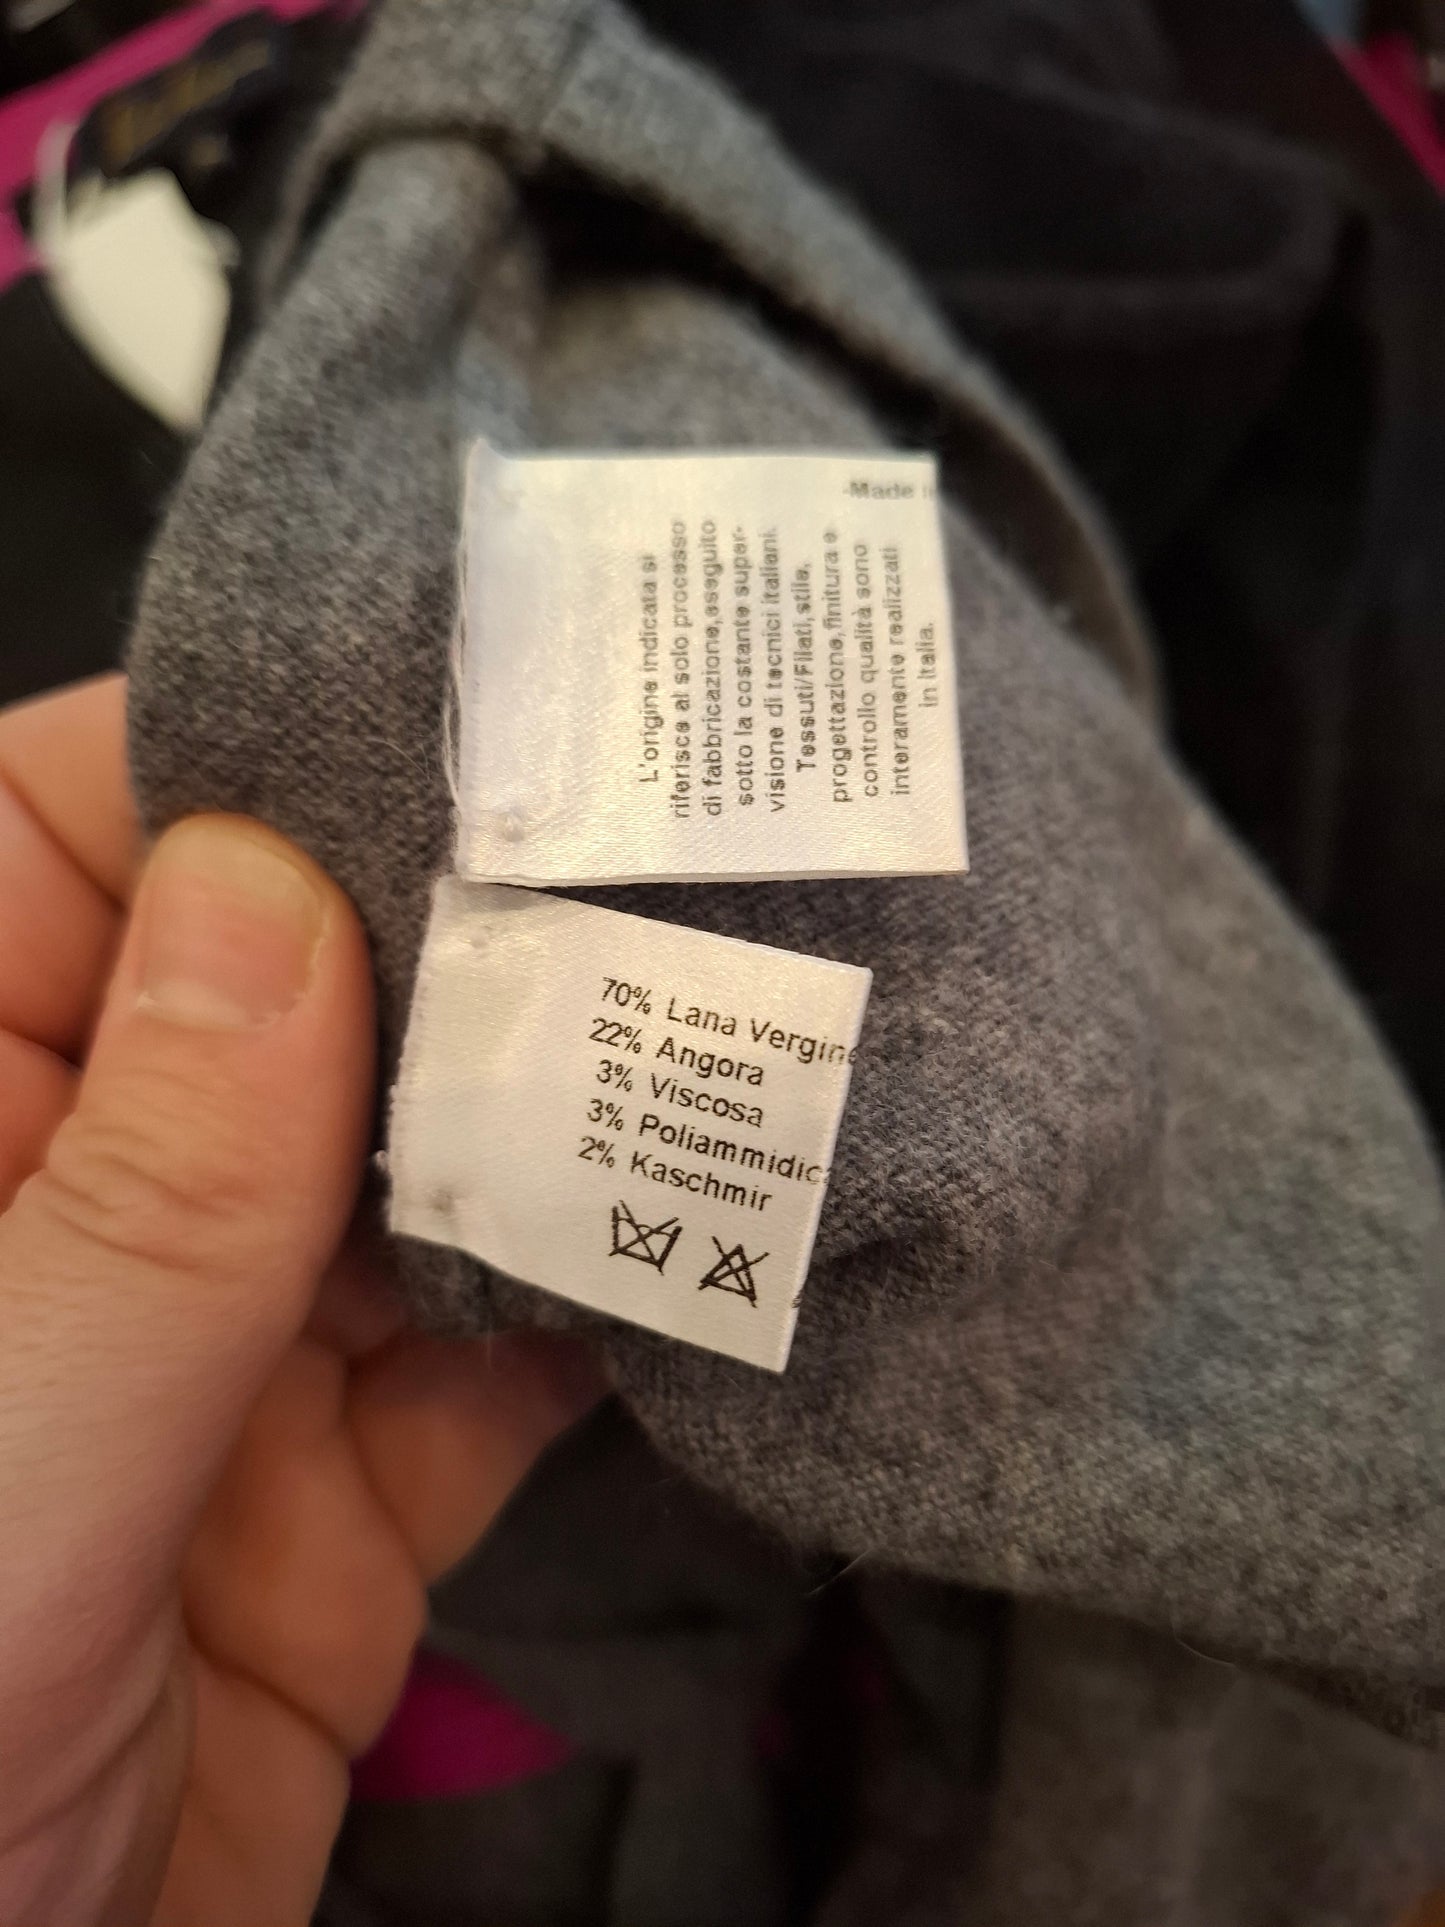 -Made
L'origine indicata si
riferisce al solo processo
di fabbricazione,eseguito
sotto la costante super-
visione di tecnici italiani.
Tessuti/Filati,stile,
progettazione,finitura e
controllo qualità sono
interamente realizzati
in Italia.
70% Lana Vergine
22% Angora
3% Viscosa
3% Poliammidic
2% Kaschmir